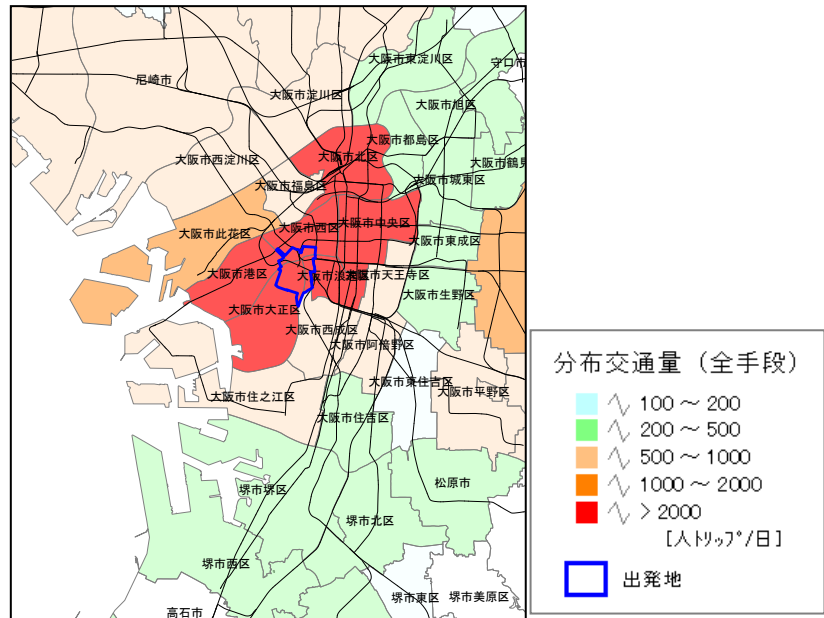 大阪市東淀川区
守口市
尼崎市
大阪市淀川区
大阪市旭区
大阪市都島区
大阪市北区
大阪市西淀川区
大阪市鶴見
大阪市城東区
大阪市福島区
大阪市中央区
大阪市西区
大阪市此花区
大阪市東成区
大阪市港区
大阪市浪速区
大阪市天王寺区
大阪市生野区
大阪市大正区
大阪市西成区
大阪市阿倍野区
大阪市東住吉区
大阪市平野区
大阪市住之江区
大阪市住吉区
松原市
堺市堺区
堺市北区
堺市西区
堺市東区
堺市美原区
高石市
分布交通量（全手段）
100～200
200～500
500～1000
1000～2000
＞2000
[人ﾄﾘｯﾌﾟ/日]
出発地